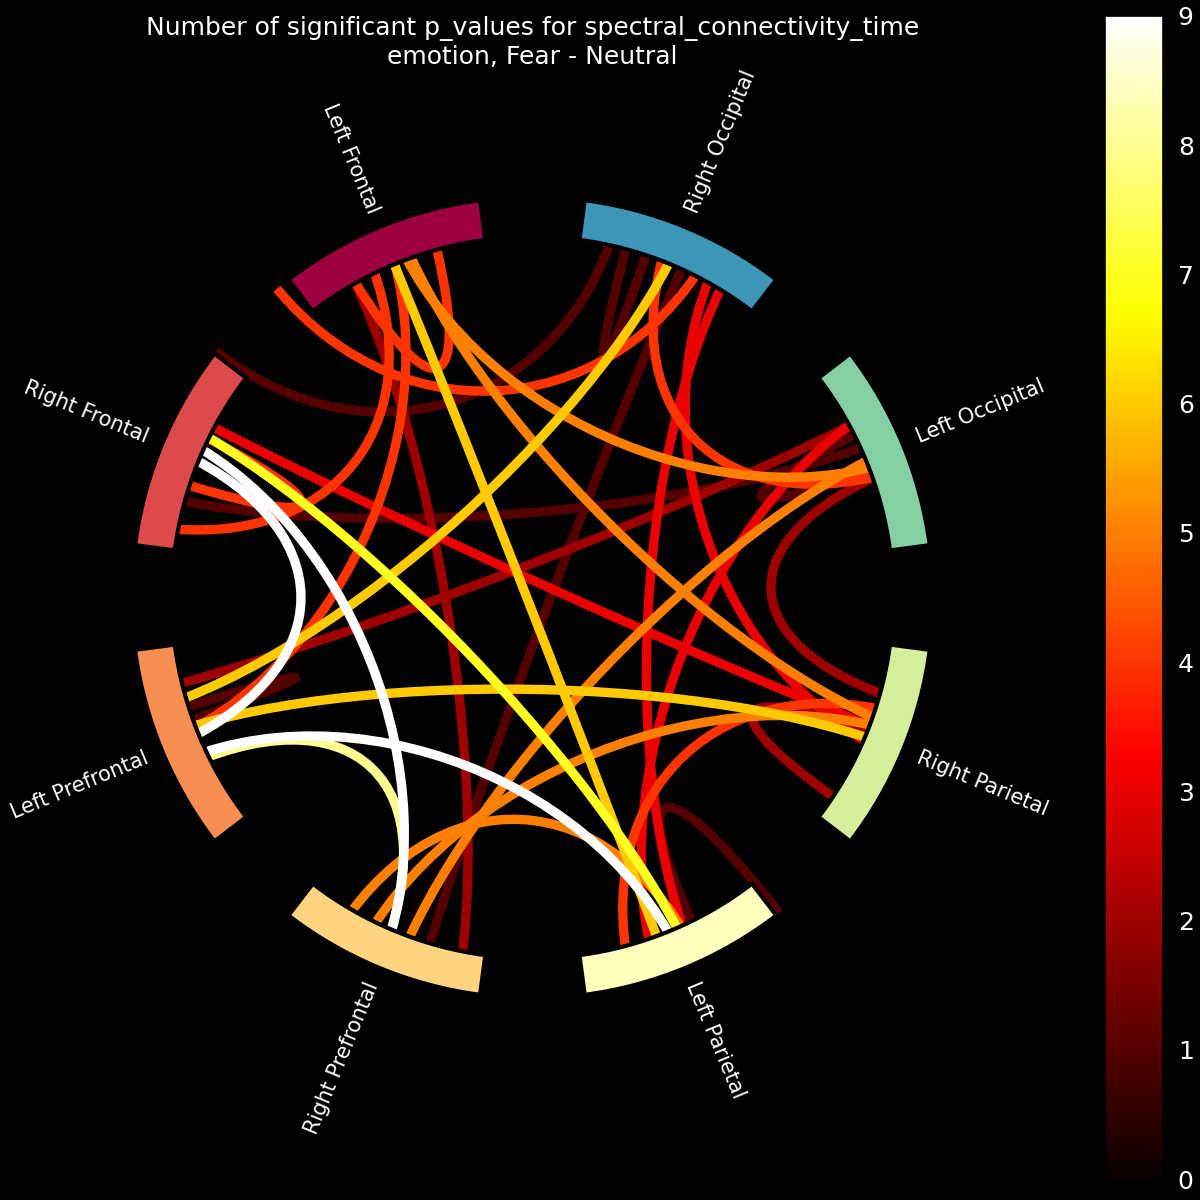 Number of significant p_values for spectral_connectivity_time
emotion, Fear - Neutral
Left Frontal
Right Occipital
Right Frontal
Left Occipital
Left Prefrontal
Right Parietal
Right Prefrontal
Left Parietal
9
8
7
6
5
4
3
2
1
0